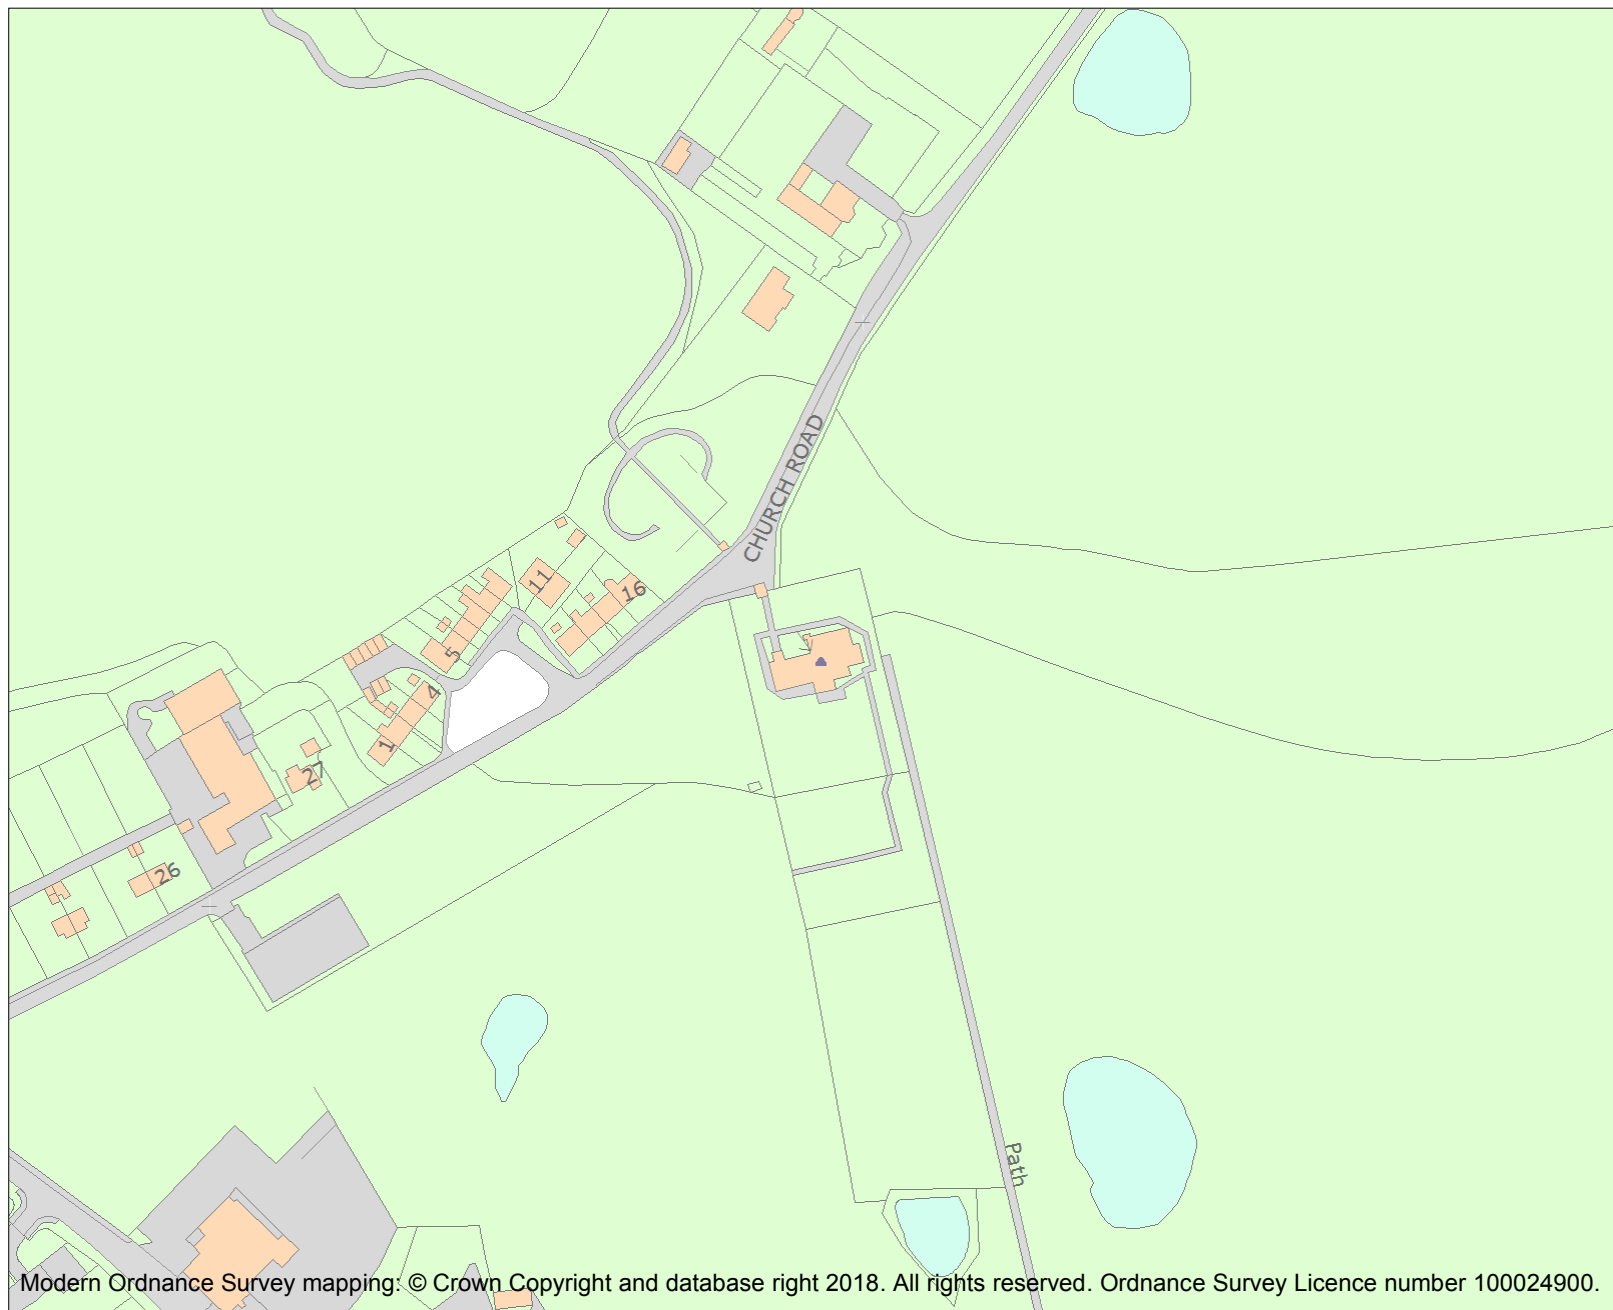 CHURCH ROAD
11
16
5
4
1
27
26
Path
Modern Ordnance Survey mapping: © Crown Copyright and database right 2018. All rights reserved. Ordnance Survey Licence number 100024900.